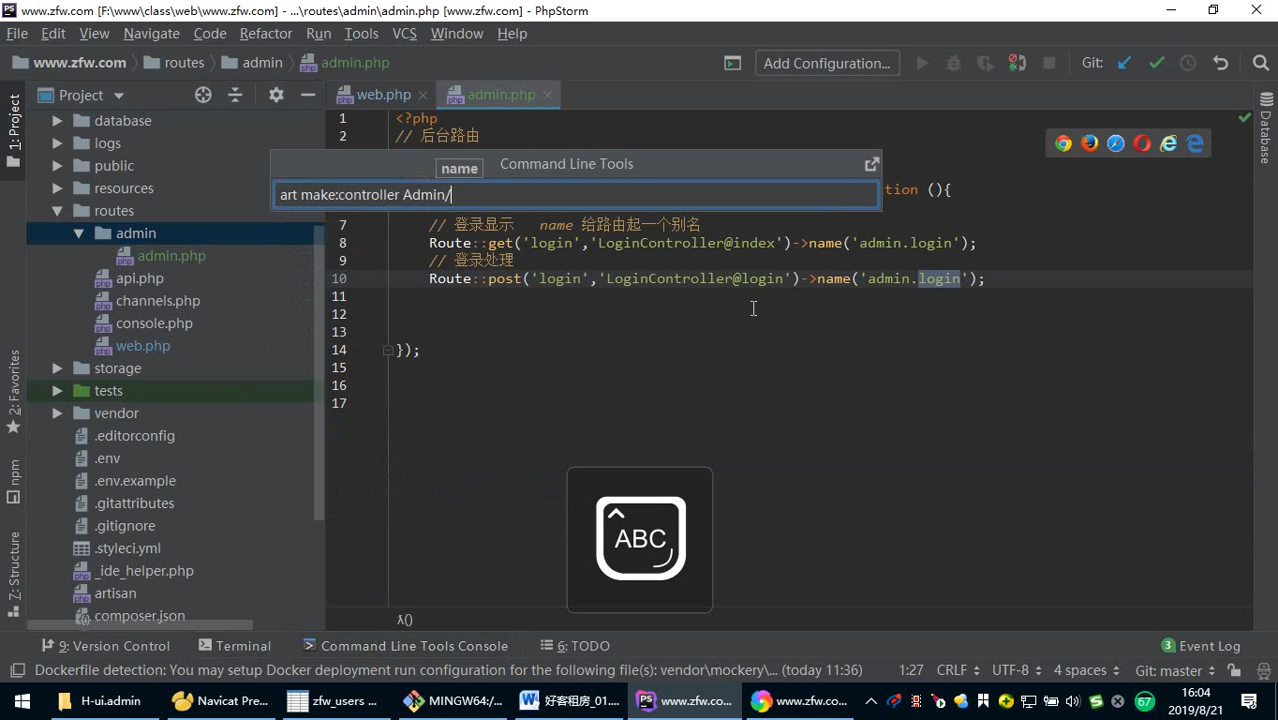 www.zfw.com [F:\www\class\web\www.zfw.com] - ...\routes\admin\admin.php [www.zfw.com] - PhpStorm
File Edit View Navigate Code Refactor Run Tools VCS Window Help
www.zfw.com routes admin admin.php Add Configuration... Git:
Project web.php admin.php
1: Project
2: Favorites
npm
Z: Structure
Database
database
logs
public
resources
routes
admin
admin.php
api.php
channels.php
console.php
web.php
storage
tests
vendor
.editorconfig
.env
.env.example
.gitattributes
.gitignore
.styleci.yml
_ide_helper.php
artisan
composer.json
1 <?php
2 // 后台路由
name Command Line Tools
art make:controller Admin/
ction (){
7 // 登录显示 name 给路由起一个别名
8 Route::get('login','LoginController@index')->name('admin.login');
9 // 登录处理
10 Route::post('login','LoginController@login')->name('admin.login');
11
12
13
14 });
15
16
17
ABC
λ()
9: Version Control Terminal Command Line Tools Console 6: TODO 3 Event Log
Dockerfile detection: You may setup Docker deployment run configuration for the following file(s): vendor\mockery\... (today 11:36) 1:27 CRLF UTF-8 4 spaces Git: master
H-ui.admin Navicat Pre... zfw_users ... MINGW64:/... 好客租房_01.... www.zfw.co... www.zfw.co... 67 16:04
2019/8/21